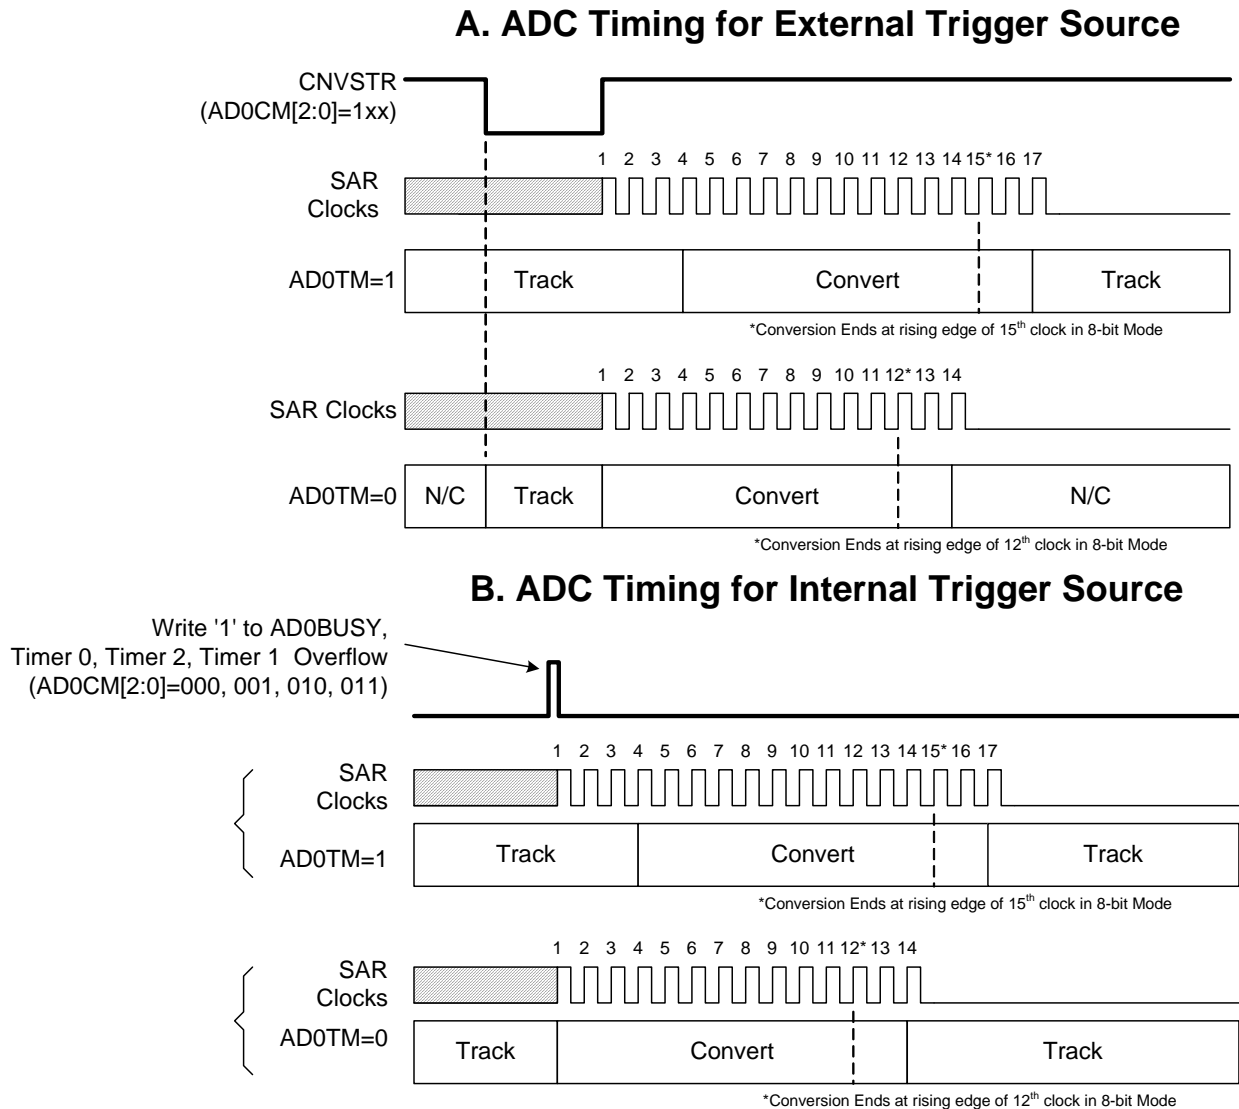 A. ADC Timing for External Trigger Source
CNVSTR
(AD0CM[2:0]=1xx)
1 2 3 4 5 6 7 8 9 10 11 12 13 14 15* 16 17
SAR
Clocks
AD0TM=1
Track
Convert
Track
*Conversion Ends at rising edge of 15th clock in 8-bit Mode
1 2 3 4 5 6 7 8 9 10 11 12* 13 14
SAR Clocks
AD0TM=0
N/C
Track
Convert
N/C
*Conversion Ends at rising edge of 12th clock in 8-bit Mode
B. ADC Timing for Internal Trigger Source
Write '1' to AD0BUSY,
Timer 0, Timer 2, Timer 1 Overflow
(AD0CM[2:0]=000, 001, 010, 011)
1 2 3 4 5 6 7 8 9 10 11 12 13 14 15* 16 17
SAR
Clocks
AD0TM=1
Track
Convert
Track
*Conversion Ends at rising edge of 15th clock in 8-bit Mode
1 2 3 4 5 6 7 8 9 10 11 12* 13 14
SAR
Clocks
AD0TM=0
Track
Convert
Track
*Conversion Ends at rising edge of 12th clock in 8-bit Mode